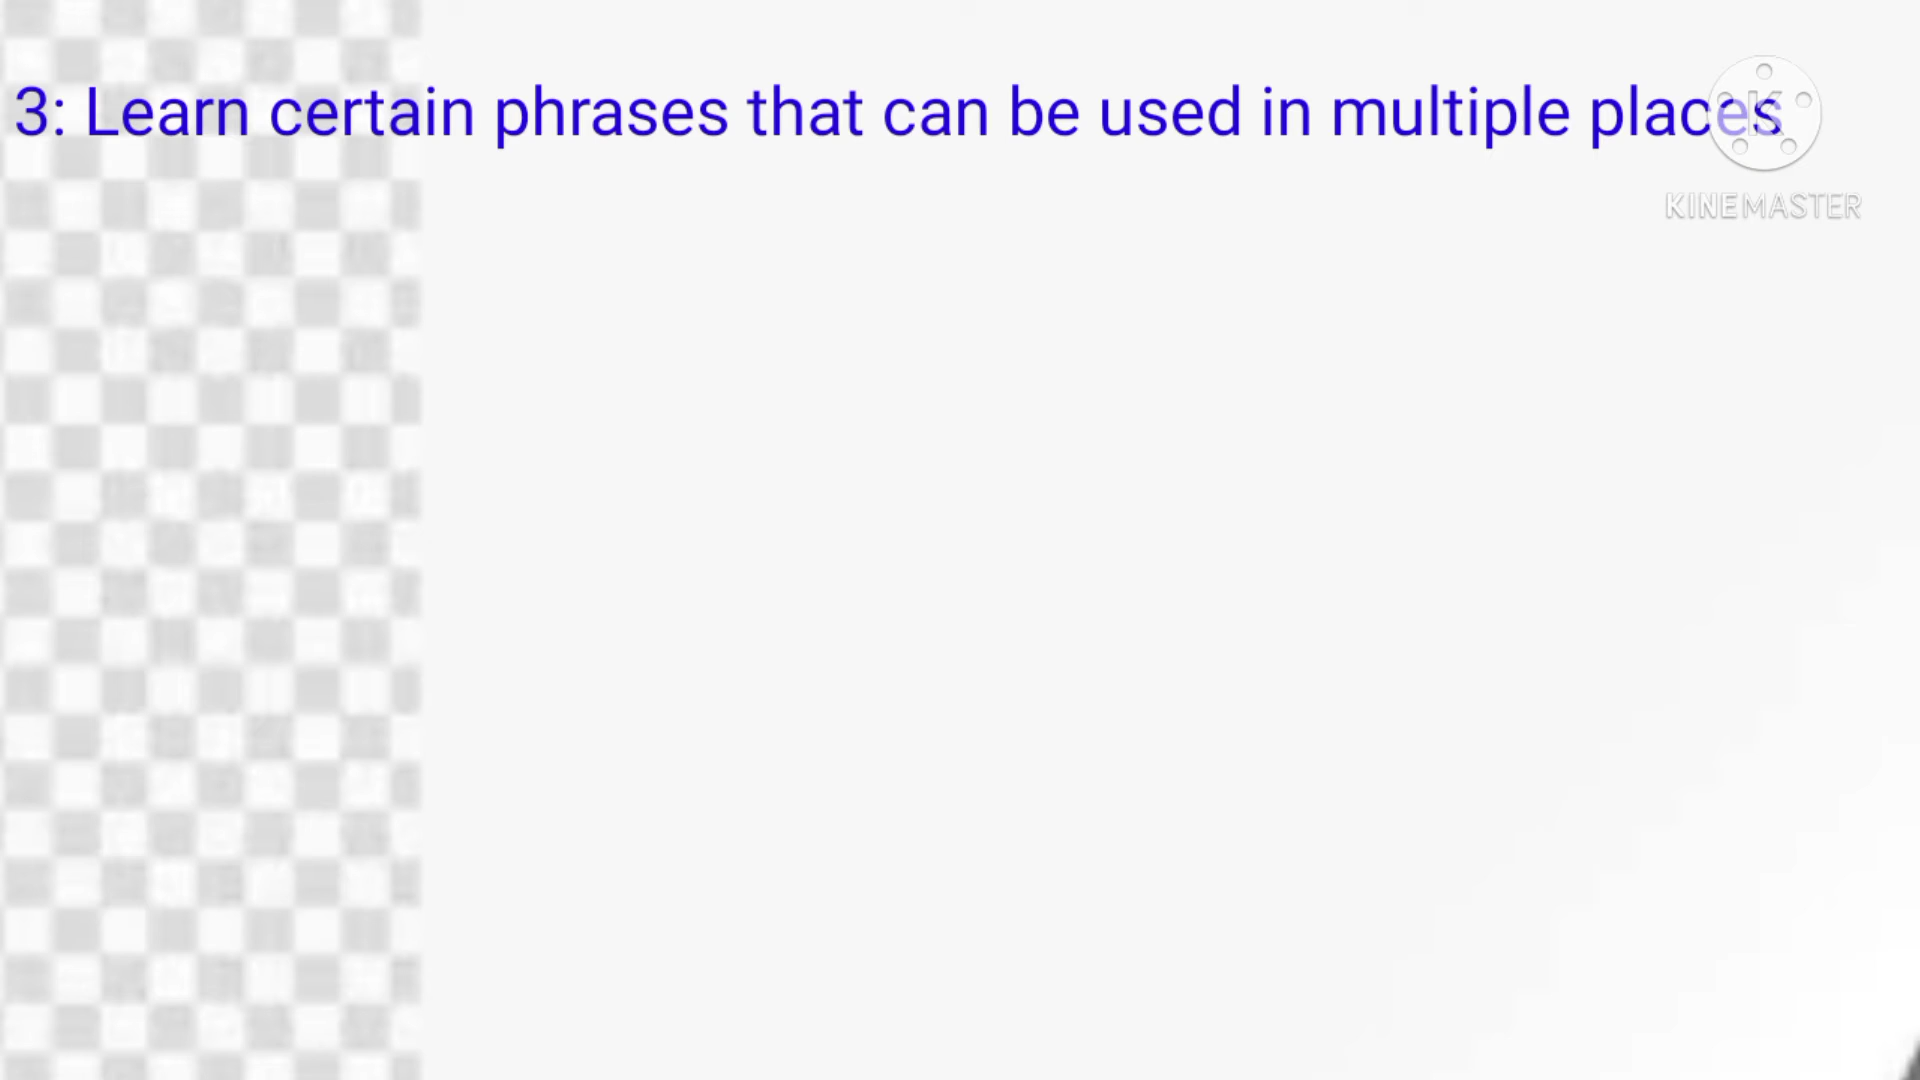 3: Learn certain phrases that can be used in multiple places
K
KINEMASTER